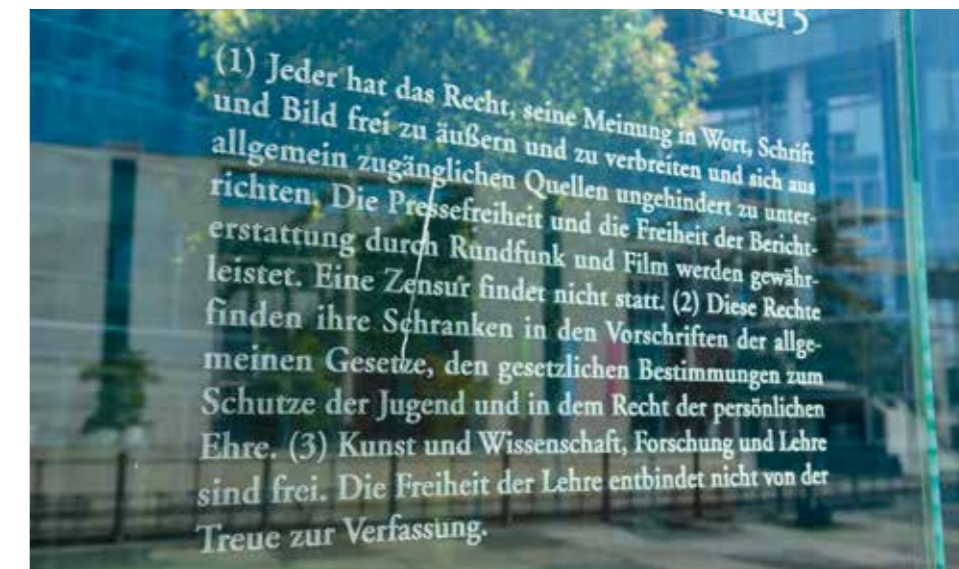 Artikel 5
(1) Jeder hat das Recht, seine Meinung in Wort, Schrift
und Bild frei zu äußern und zu verbreiten und sich aus
allgemein zugänglichen Quellen ungehindert zu unter-
richten. Die Pressefreiheit und die Freiheit der Bericht-
erstattung durch Rundfunk und Film werden gewähr-
leistet. Eine Zensur findet nicht statt. (2) Diese Rechte
finden ihre Schranken in den Vorschriften der allge-
meinen Gesetze, den gesetzlichen Bestimmungen zum
Schutze der Jugend und in dem Recht der persönlichen
Ehre. (3) Kunst und Wissenschaft, Forschung und Lehre
sind frei. Die Freiheit der Lehre entbindet nicht von der
Treue zur Verfassung.